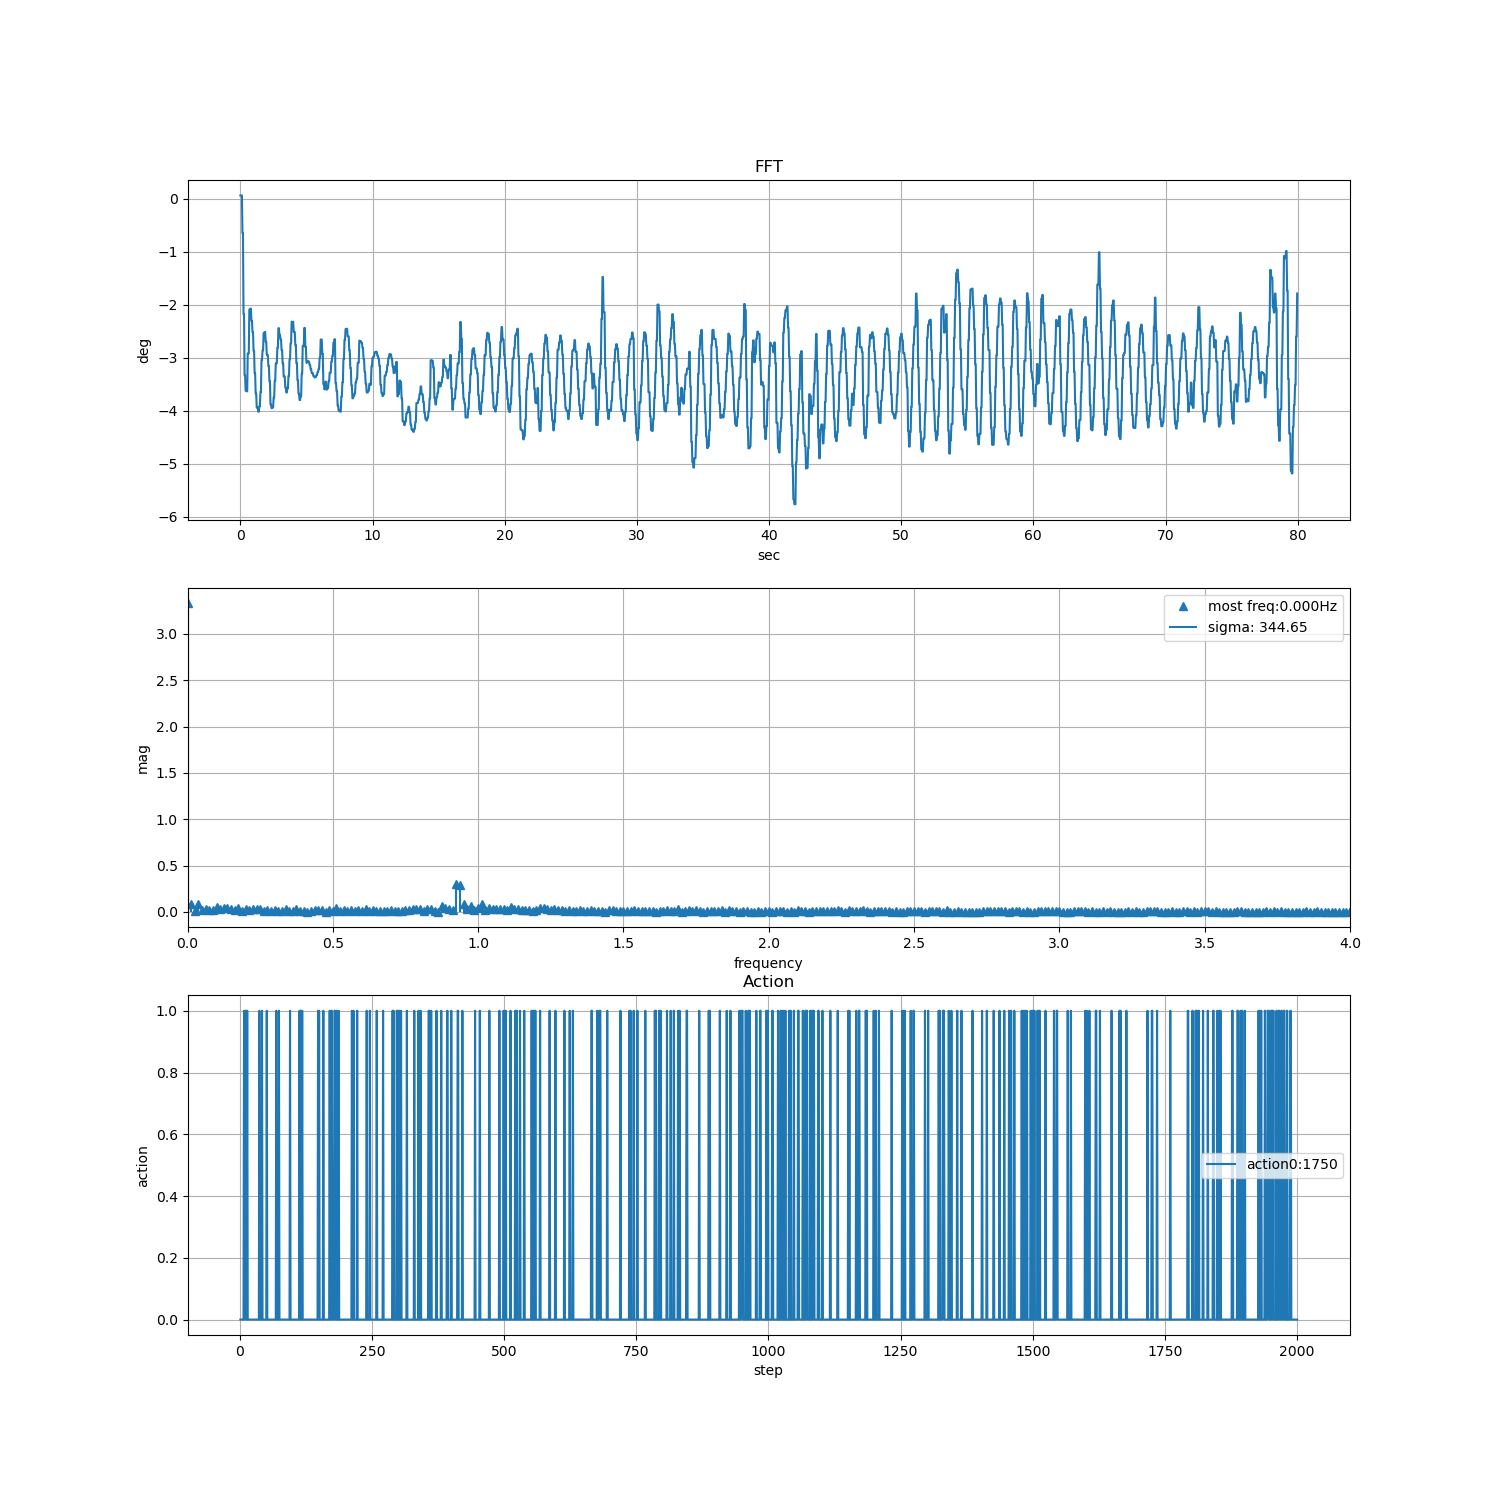 FFT
0
−1
−2
−3
−4
−5
−6
deg
0 10 20 30 40 50 60 70 80
sec
most freq:0.000Hz
sigma: 344.65
3.0
2.5
2.0
1.5
1.0
0.5
0.0
mag
0.0 0.5 1.0 1.5 2.0 2.5 3.0 3.5 4.0
frequency
Action
1.0
0.8
0.6
0.4
0.2
0.0
action
action0:1750
0 250 500 750 1000 1250 1500 1750 2000
step